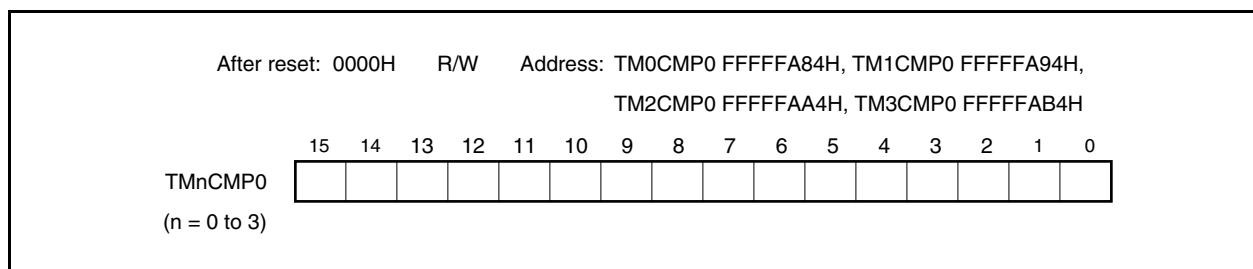 After reset: 0000H R/W Address: TM0CMP0 FFFFFA84H, TM1CMP0 FFFFFA94H,
TM2CMP0 FFFFFAA4H, TM3CMP0 FFFFFAB4H
15 14 13 12 11 10 9 8 7 6 5 4 3 2 1 0
TMnCMP0
(n = 0 to 3)